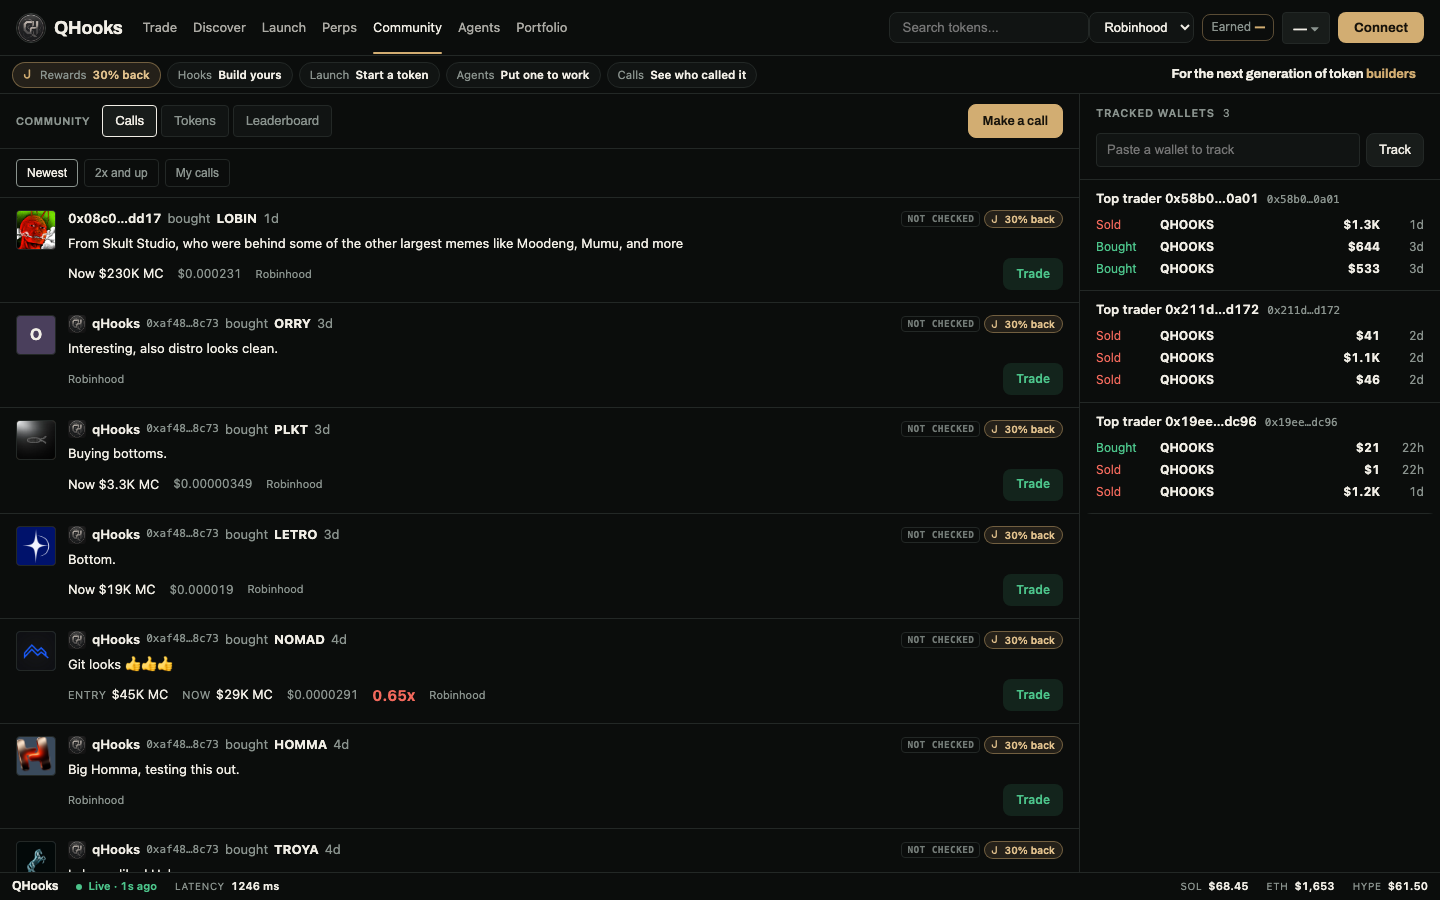 QHooks Trade Discover Launch Perps Community Agents Portfolio Search tokens... Robinhood Earned — — Connect
Rewards 30% back Hooks Build yours Launch Start a token Agents Put one to work Calls See who called it For the next generation of token builders
COMMUNITY Calls Tokens Leaderboard Make a call
Newest 2x and up My calls
0x08c0...dd17 bought LOBIN 1d NOT CHECKED 30% back
From Skult Studio, who were behind some of the other largest memes like Moodeng, Mumu, and more
Now $230K MC $0.000231 Robinhood Trade
O qHooks 0xaf48…8c73 bought ORRY 3d NOT CHECKED 30% back
Interesting, also distro looks clean.
Robinhood Trade
qHooks 0xaf48…8c73 bought PLKT 3d NOT CHECKED 30% back
Buying bottoms.
Now $3.3K MC $0.00000349 Robinhood Trade
qHooks 0xaf48…8c73 bought LETRO 3d NOT CHECKED 30% back
Bottom.
Now $19K MC $0.000019 Robinhood Trade
qHooks 0xaf48…8c73 bought NOMAD 4d NOT CHECKED 30% back
Git looks 👍👍👍
ENTRY $45K MC NOW $29K MC $0.0000291 0.65x Robinhood Trade
qHooks 0xaf48…8c73 bought HOMMA 4d NOT CHECKED 30% back
Big Homma, testing this out.
Robinhood Trade
qHooks 0xaf48…8c73 bought TROYA 4d NOT CHECKED 30% back
TRACKED WALLETS 3
Paste a wallet to track Track
Top trader 0x58b0...0a01 0x58b0…0a01
Sold QHOOKS $1.3K 1d
Bought QHOOKS $644 3d
Bought QHOOKS $533 3d
Top trader 0x211d...d172 0x211d…d172
Sold QHOOKS $41 2d
Sold QHOOKS $1.1K 2d
Sold QHOOKS $46 2d
Top trader 0x19ee...dc96 0x19ee…dc96
Bought QHOOKS $21 22h
Sold QHOOKS $1 22h
Sold QHOOKS $1.2K 1d
QHooks Live · 1s ago LATENCY 1246 ms SOL $68.45 ETH $1,653 HYPE $61.50